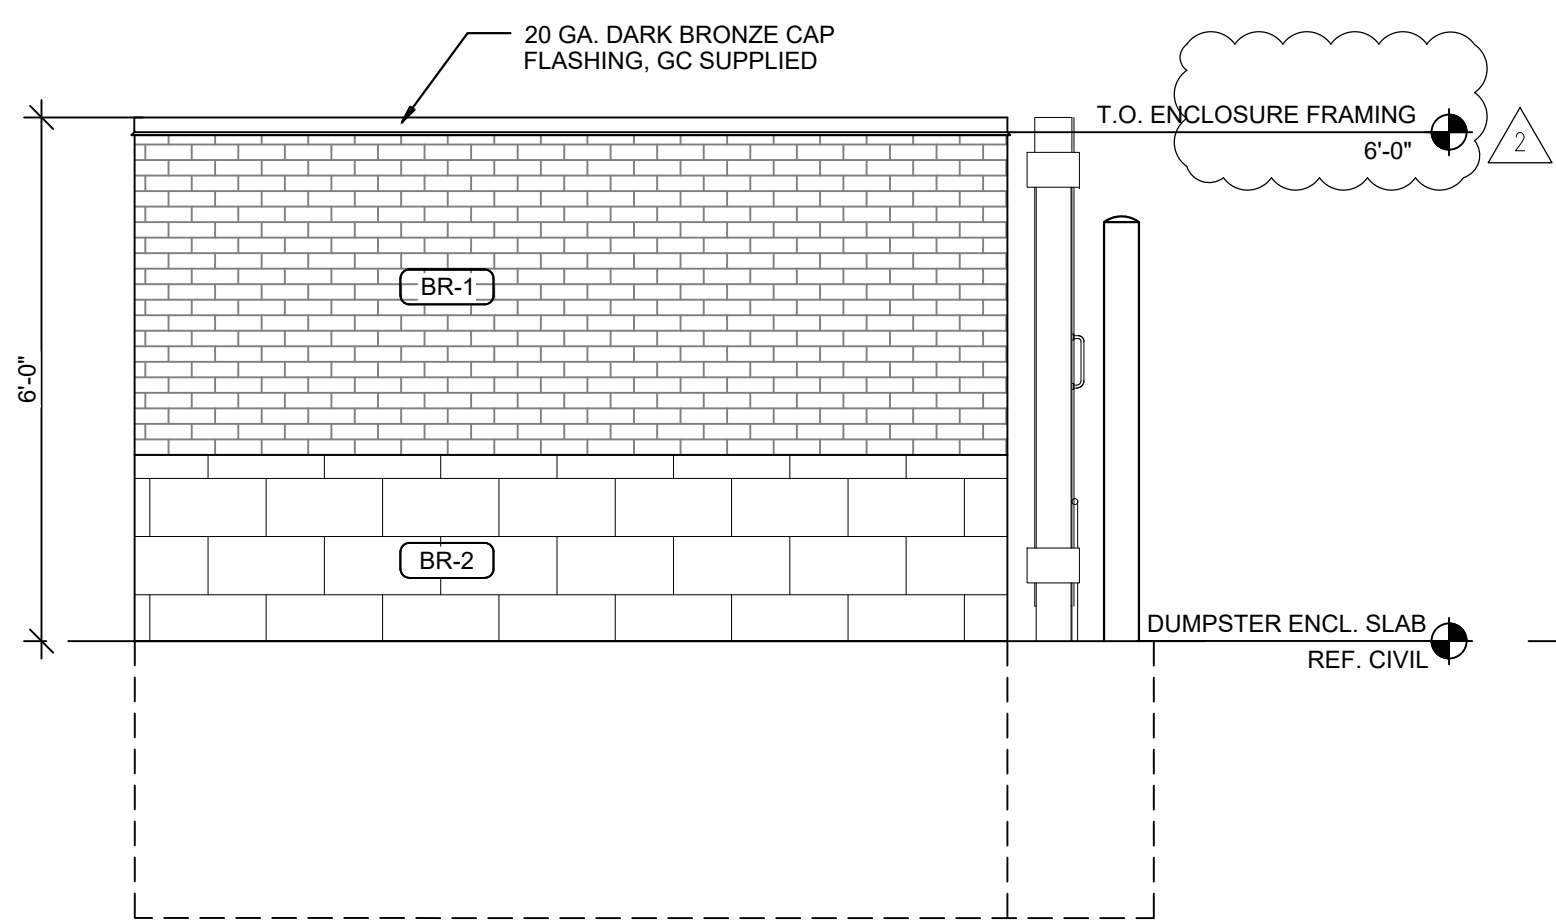 20 GA. DARK BRONZE CAP
FLASHING, GC SUPPLIED
T.O. ENCLOSURE FRAMING
6'-0"
2
BR-1
6'-0"
BR-2
DUMPSTER ENCL. SLAB
REF. CIVIL